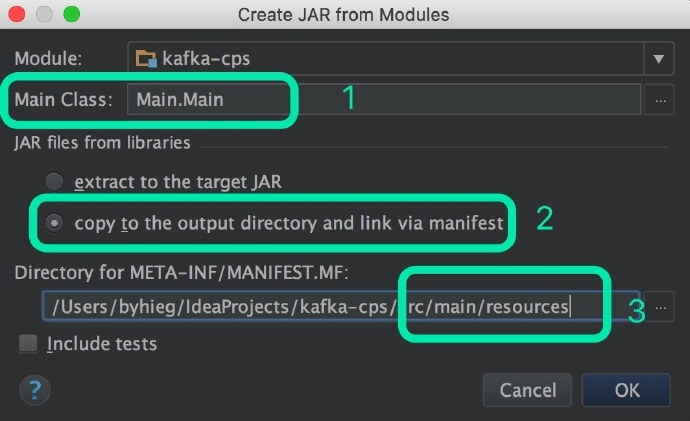 Create JAR from Modules
Module: kafka-cps
Main Class: Main.Main ... 1
JAR files from libraries
extract to the target JAR
copy to the output directory and link via manifest 2
Directory for META-INF/MANIFEST.MF:
/Users/byhieg/IdeaProjects/kafka-cps/src/main/resources ... 3
Include tests
? Cancel OK